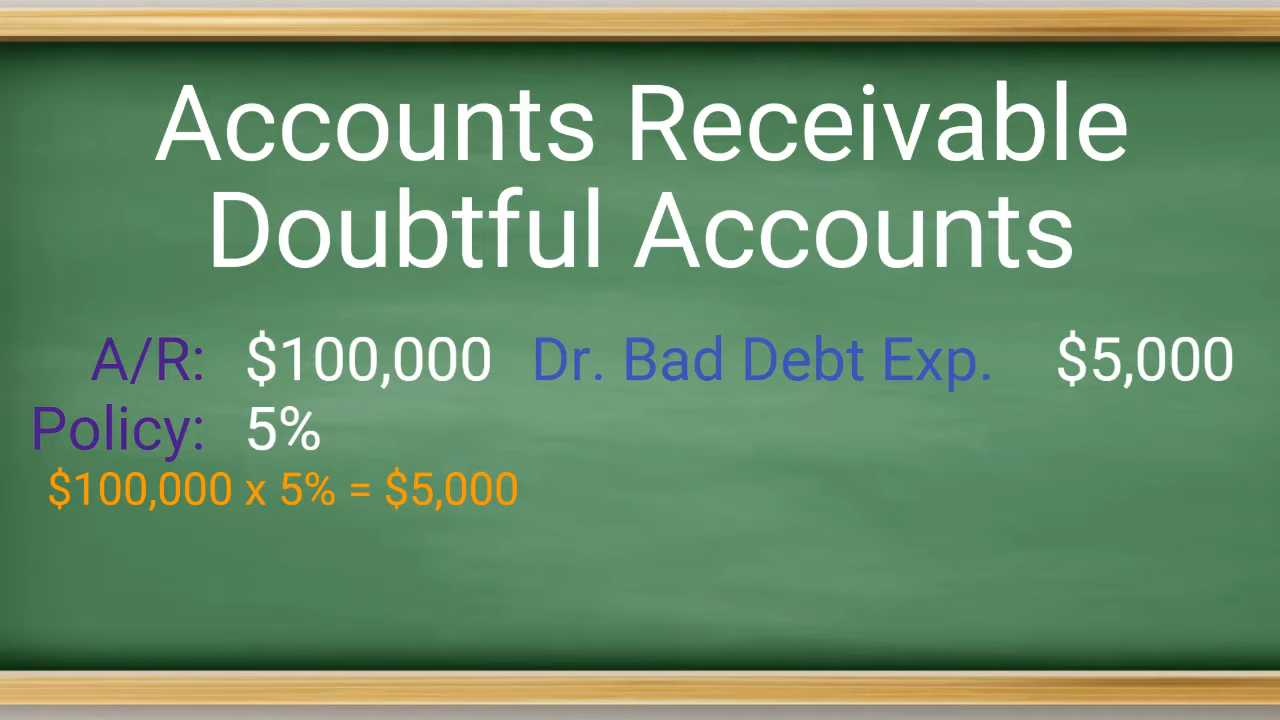 Accounts Receivable
Doubtful Accounts
A/R: $100,000 Dr. Bad Debt Exp. $5,000
Policy: 5%
$100,000 x 5% = $5,000